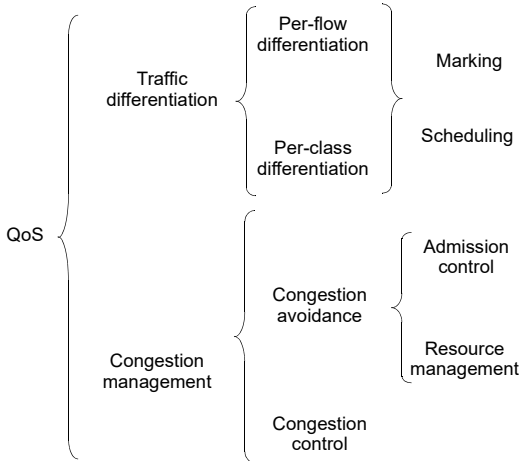 Per-flow
differentiation
Traffic
differentiation
Marking
Per-class
differentiation
Scheduling
QoS
Congestion
management
Congestion
avoidance
Admission
control
Resource
management
Congestion
control